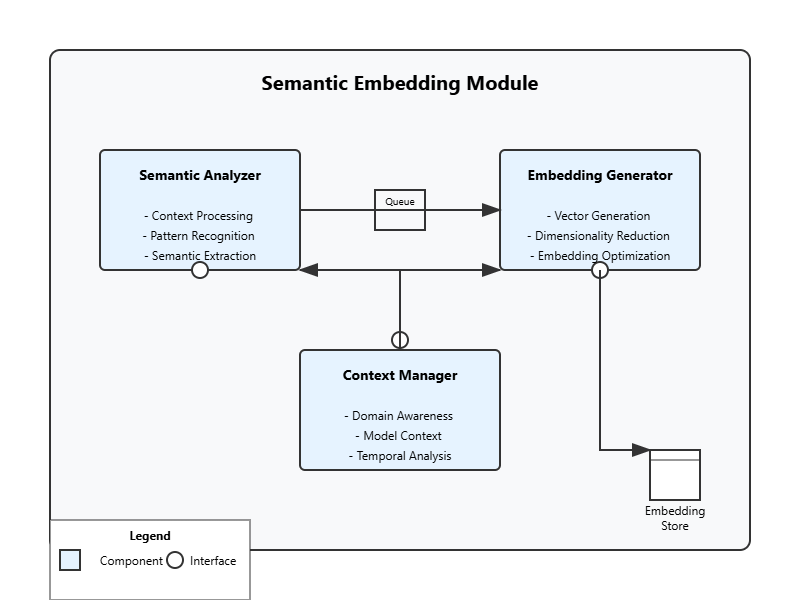 Semantic Embedding Module
Semantic Analyzer
- Context Processing
- Pattern Recognition
- Semantic Extraction
Queue
Embedding Generator
- Vector Generation
- Dimensionality Reduction
- Embedding Optimization
Context Manager
- Domain Awareness
- Model Context
- Temporal Analysis
Embedding
Store
Legend
Component
Interface